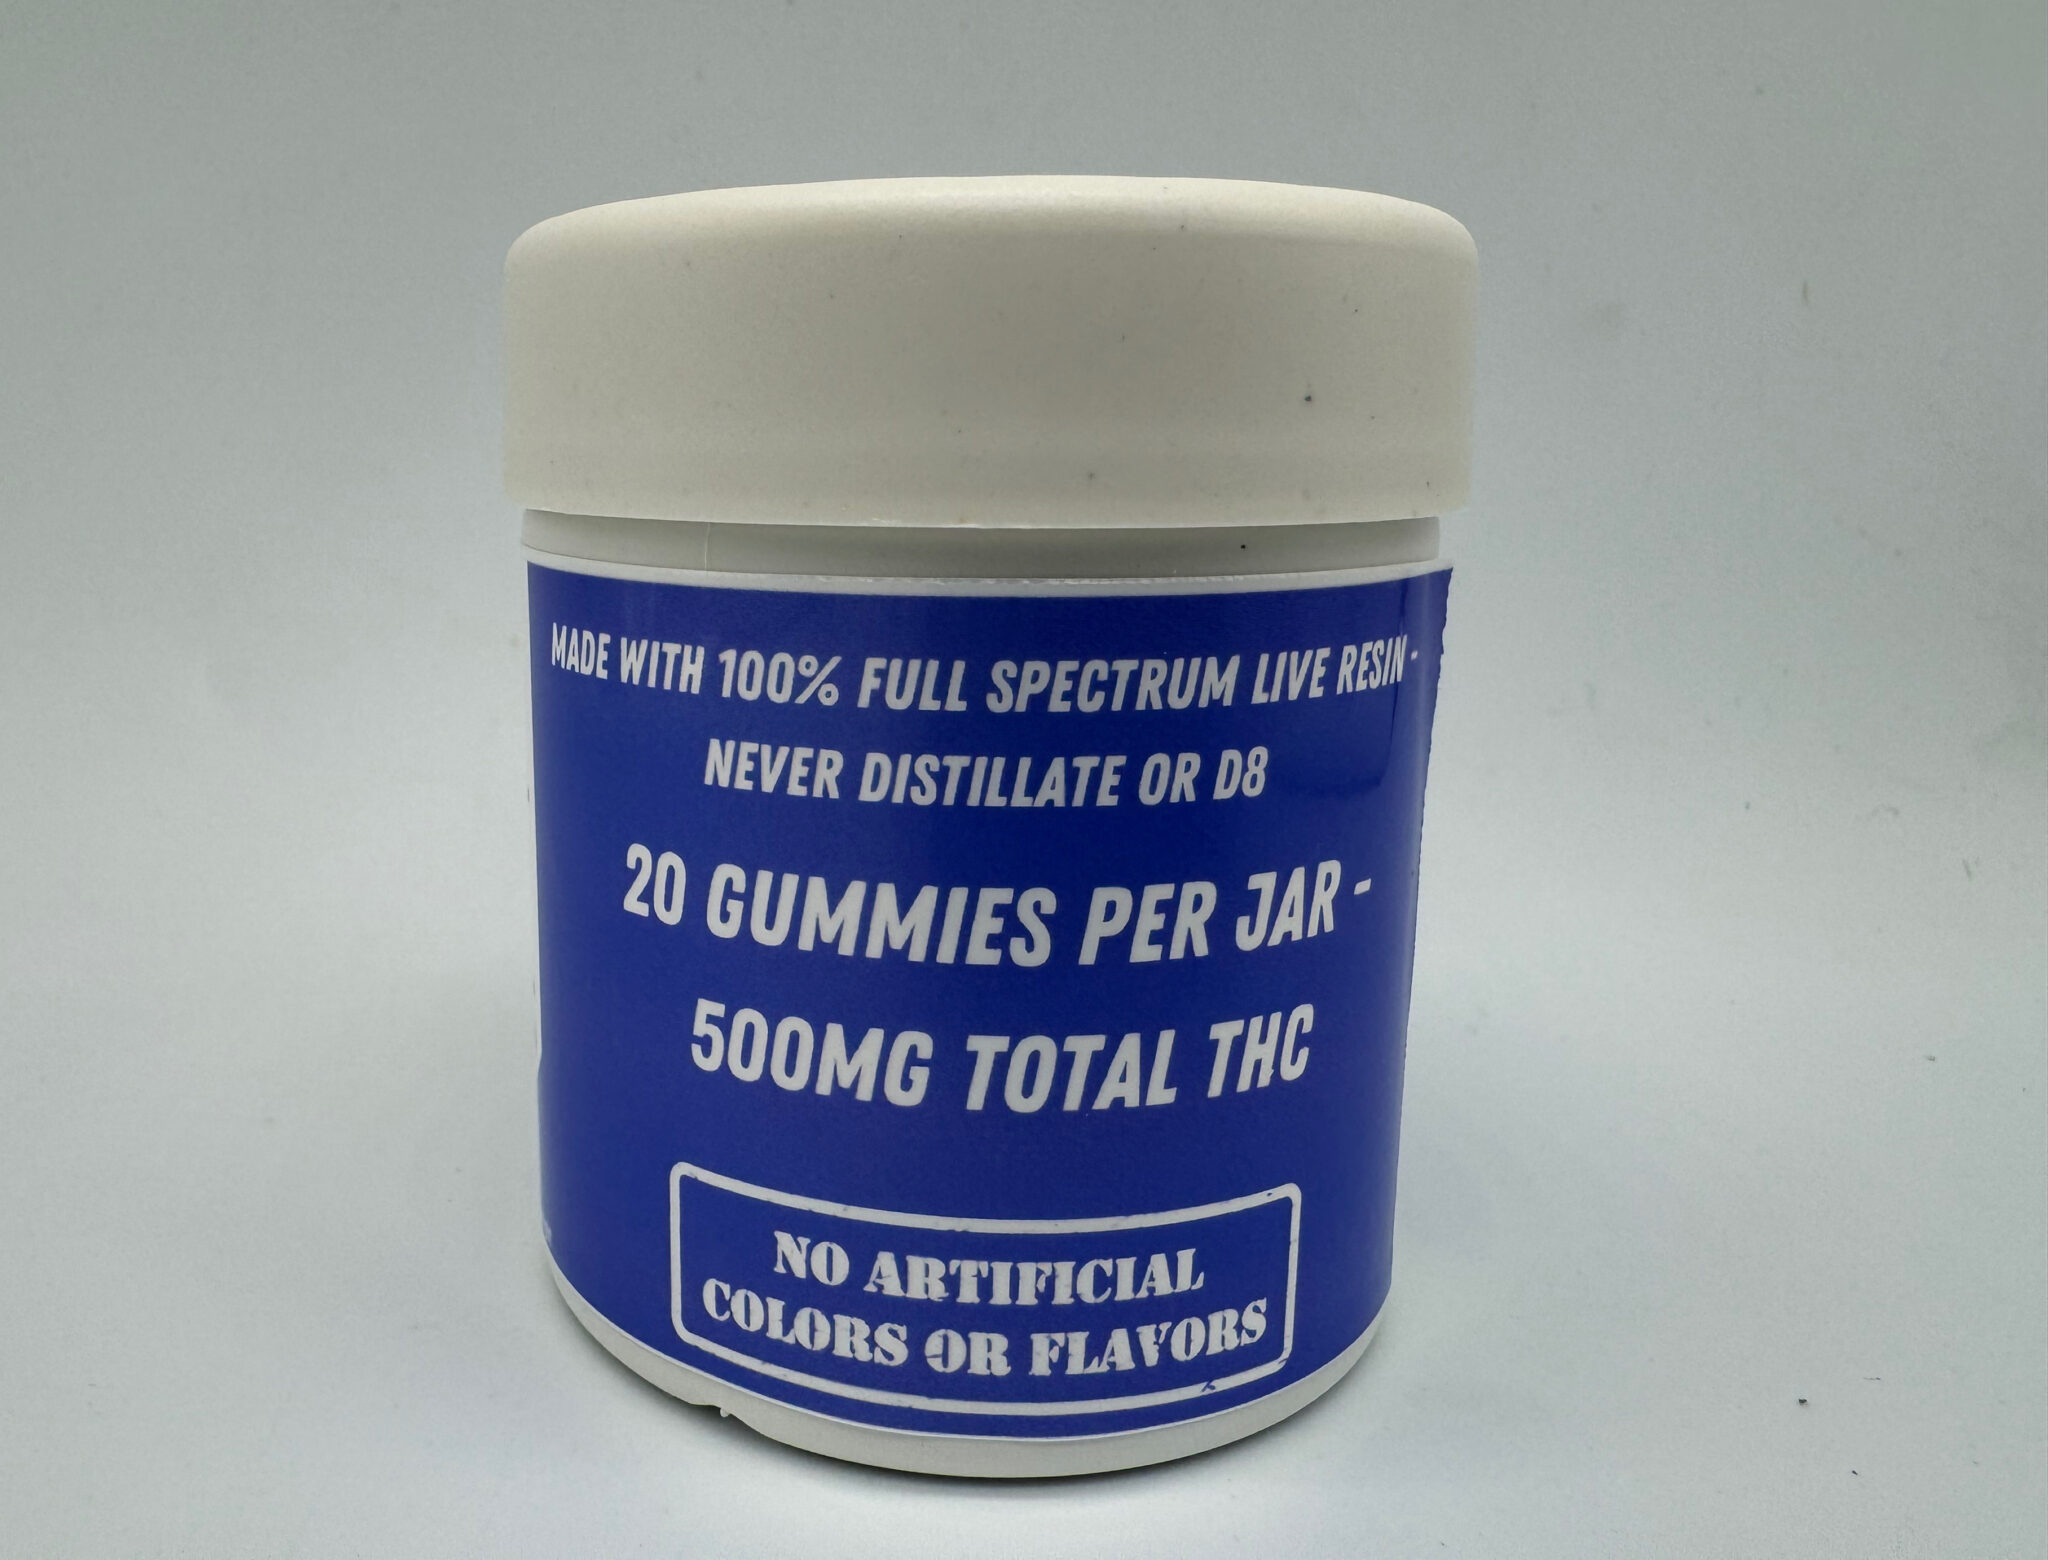 MADE WITH 100% FULL SPECTRUM LIVE RESIN -
NEVER DISTILLATE OR D8
20 GUMMIES PER JAR -
500MG TOTAL THC
NO ARTIFICIAL
COLORS OR FLAVORS